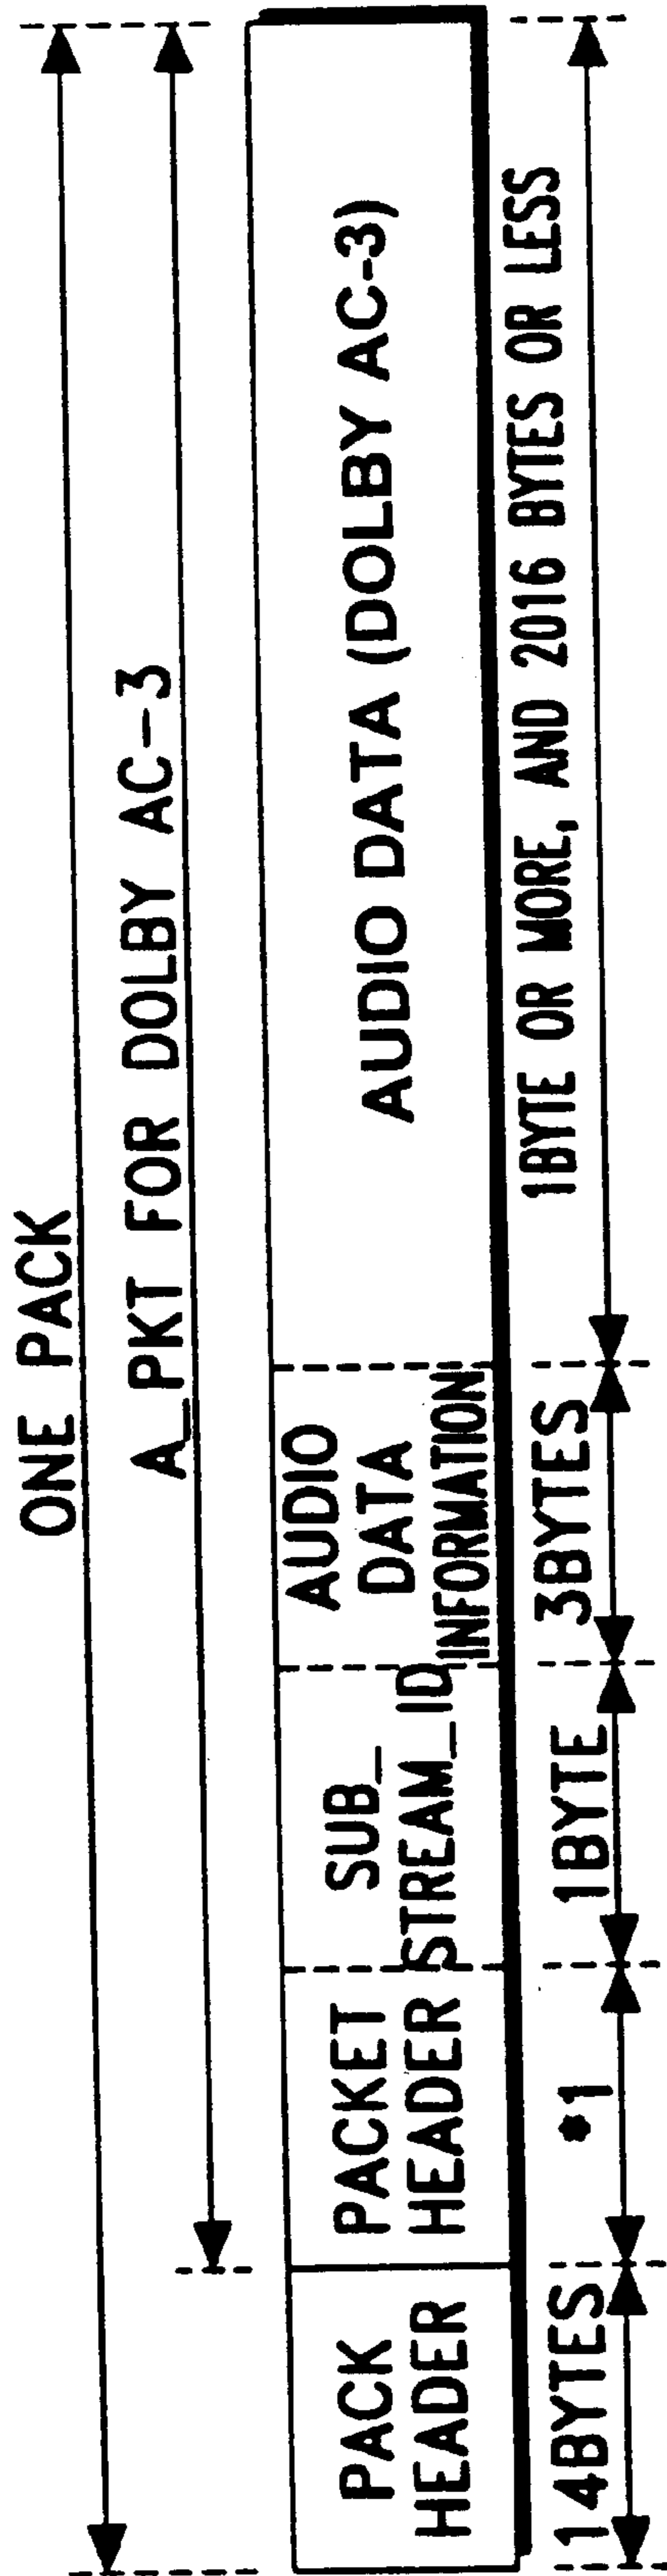 ONE PACK
A_PKT FOR DOLBY AC-3
PACK
HEADER
PACKET
HEADER
SUB_
STREAM_ID
AUDIO
DATA
INFORMATION
AUDIO DATA (DOLBY AC-3)
14BYTES
*1
1BYTE
3BYTES
1BYTE OR MORE, AND 2016 BYTES OR LESS